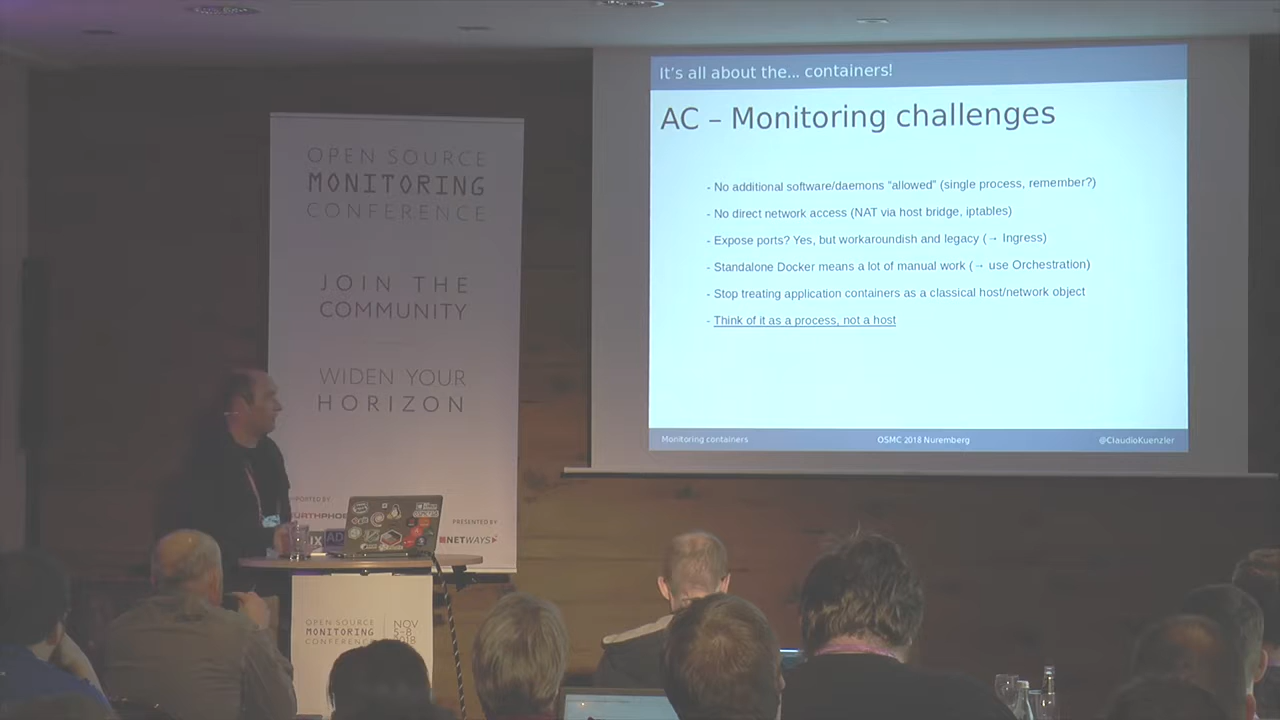 It's all about the... containers!
AC – Monitoring challenges
- No additional software/daemons “allowed” (single process, remember?)
- No direct network access (NAT via host bridge, iptables)
- Expose ports? Yes, but workaroundish and legacy (→ Ingress)
- Standalone Docker means a lot of manual work (→ use Orchestration)
- Stop treating application containers as a classical host/network object
- Think of it as a process, not a host
Monitoring containers
OSMC 2018 Nuremberg
@ClaudioKuenzler
OPEN SOURCE
MONITORING
CONFERENCE
JOIN THE
COMMUNITY
WIDEN YOUR
HORIZON
PRESENTED BY
NETWAYS
OPEN SOURCE
MONITORING
CONFERENCE
NOV
5–8
2018